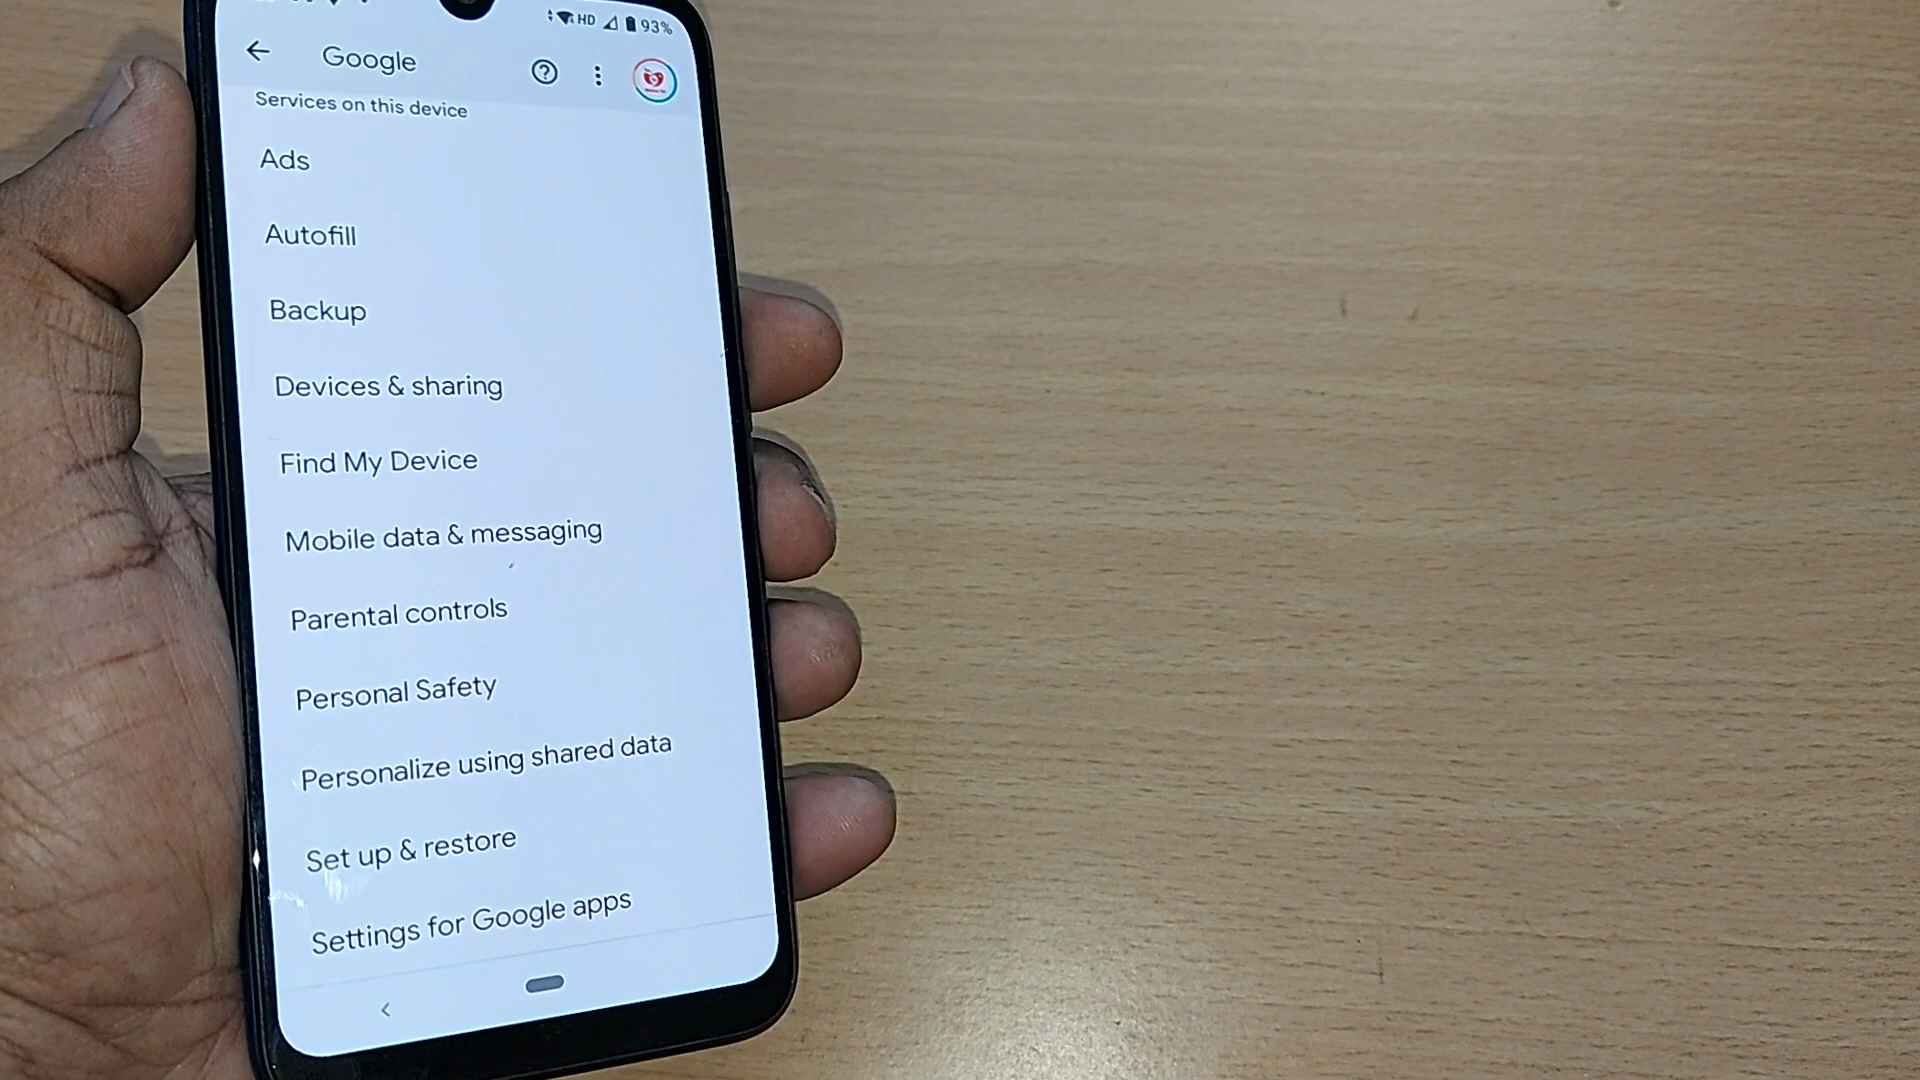 HD 93%
Google
Services on this device
Ads
Autofill
Backup
Devices & sharing
Find My Device
Mobile data & messaging
Parental controls
Personal Safety
Personalize using shared data
Set up & restore
Settings for Google apps